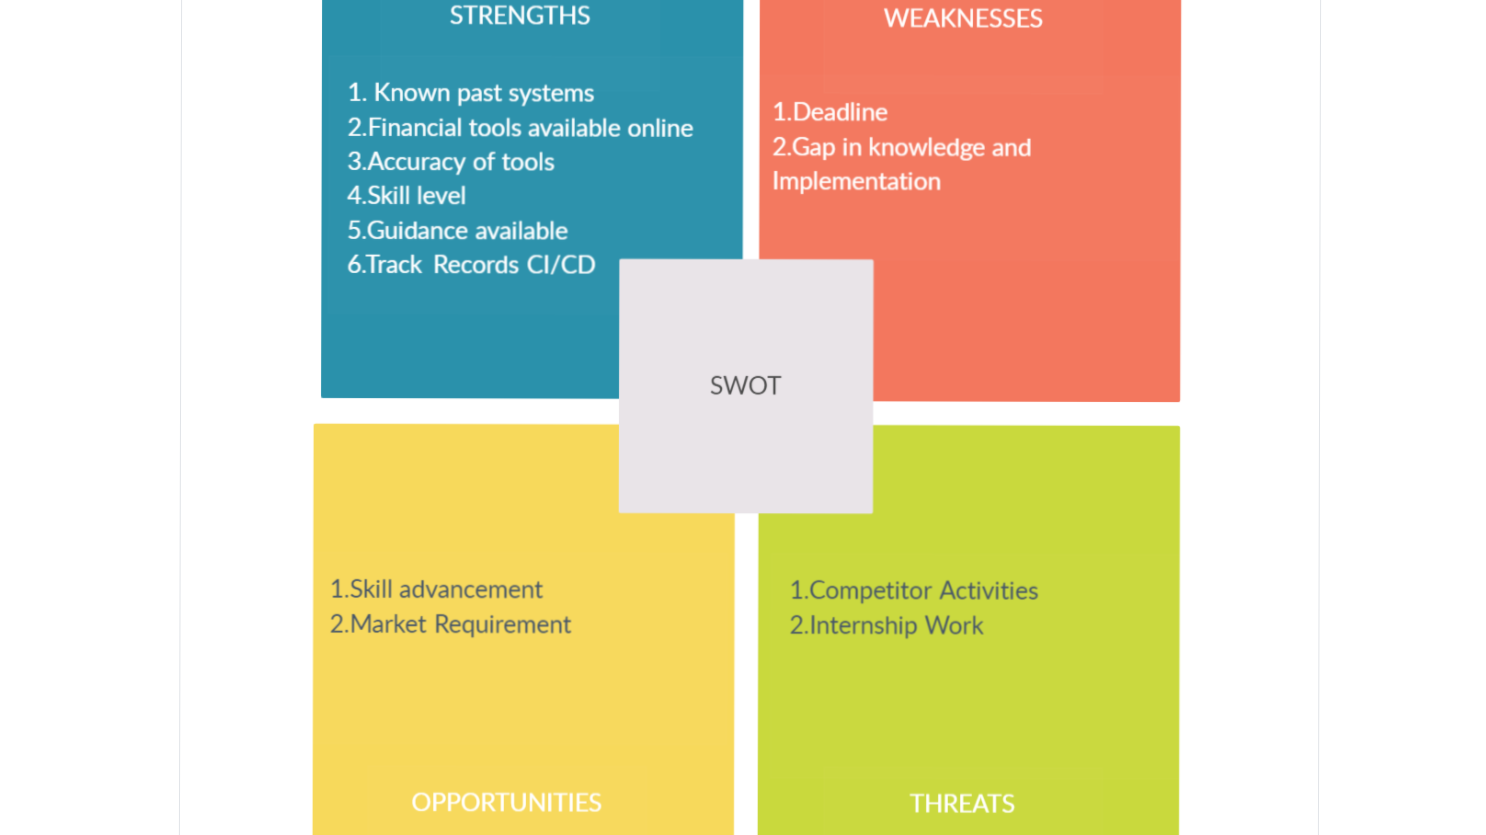 STRENGTHS
1. Known past systems
2.Financial tools available online
3.Accuracy of tools
4.Skill level
5.Guidance available
6.Track Records CI/CD
WEAKNESSES
1.Deadline
2.Gap in knowledge and
Implementation
SWOT
1.Skill advancement
2.Market Requirement
OPPORTUNITIES
1.Competitor Activities
2.Internship Work
THREATS